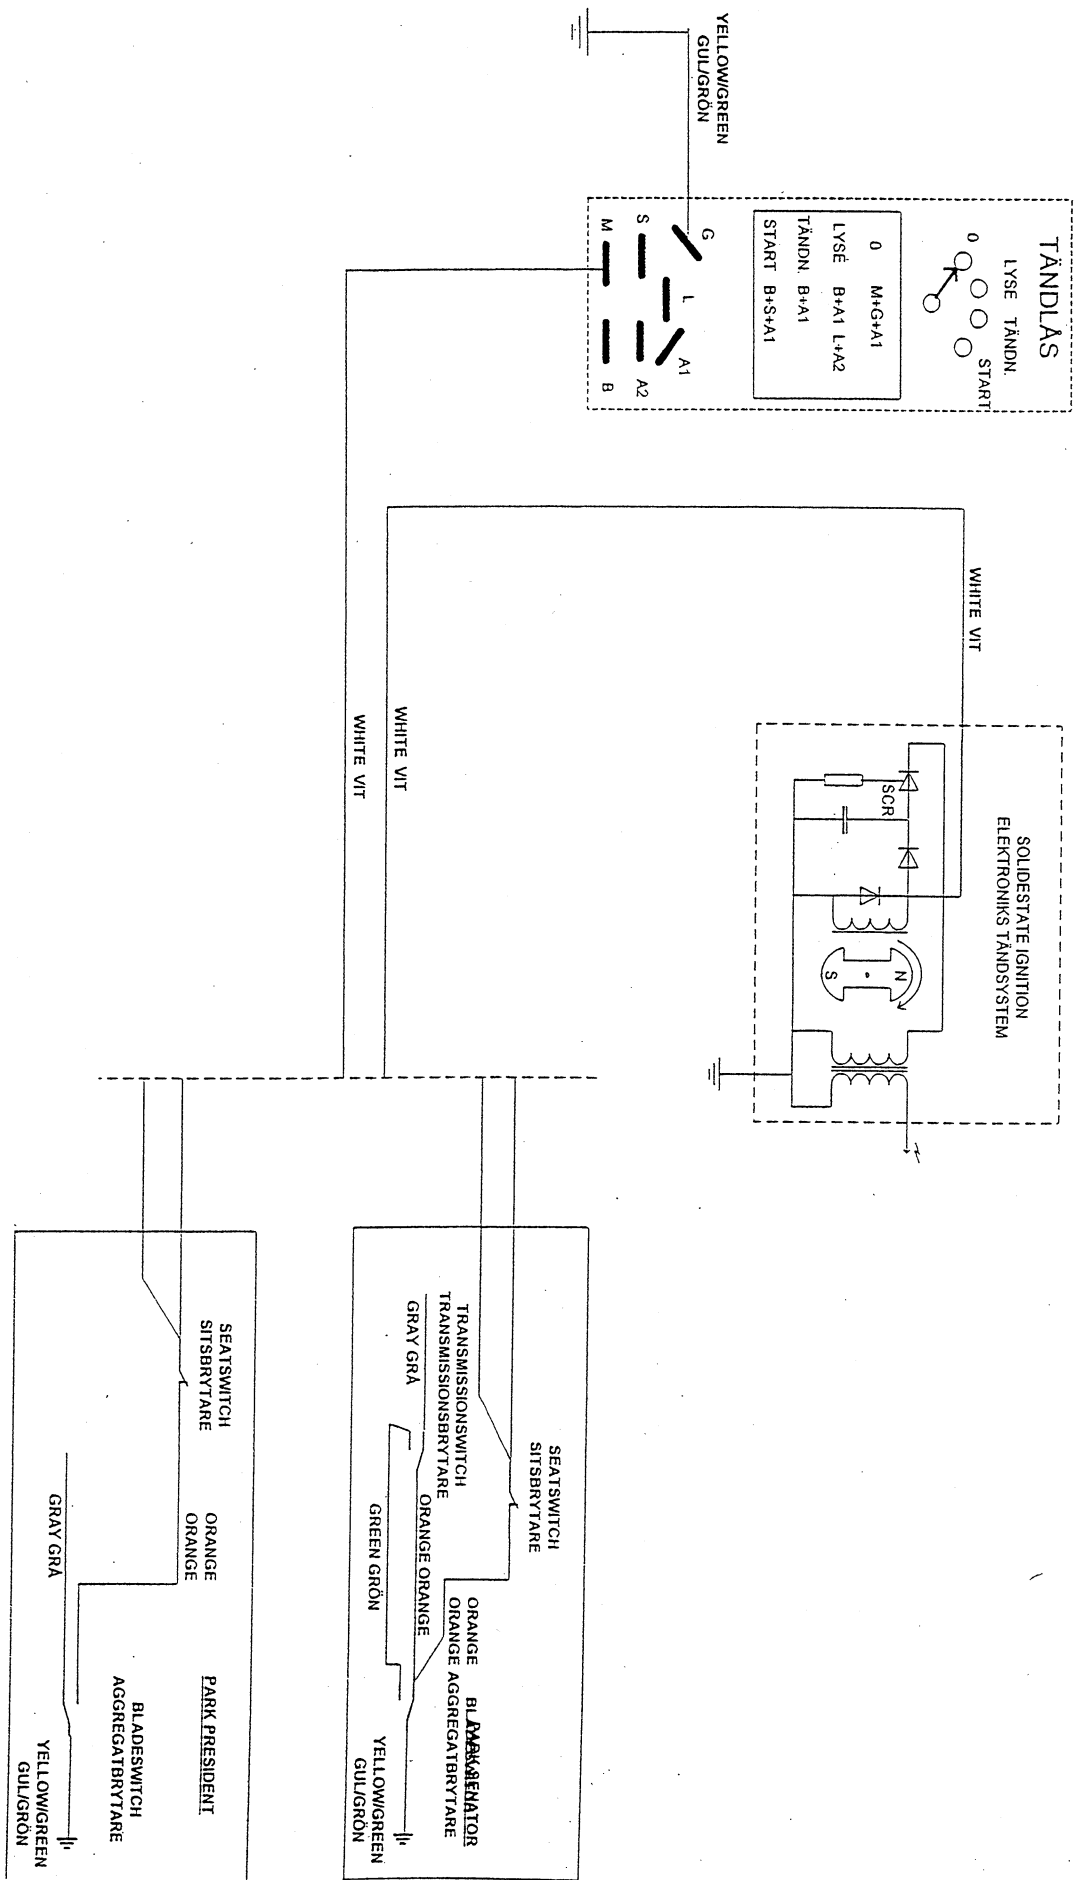 TÄNDLÅS
0
LYSE TÄNDN.
START
0 M+G+A1
LYSE B+A1 L+A2
TÄNDN. B+A1
START B+S+A1
G
L
A1
S
A2
M
B
YELLOW/GREEN
GUL/GRÖN
WHITE VIT
WHITE VIT
WHITE VIT
SOLIDESTATE IGNITION
ELEKTRONIKS TÄNDSYSTEM
SCR
N
S
SEATSWITCH
SITSBRYTARE
TRANSMISSIONSWITCH
TRANSMISSIONSBRYTARE
GRAY GRÅ
ORANGE ORANGE
GREEN GRÖN
ORANGE
ORANGE
PARK SENATOR
BLADESWITCH
AGGREGATBRYTARE
YELLOW/GREEN
GUL/GRÖN
SEATSWITCH
SITSBRYTARE
ORANGE
ORANGE
GRAY GRÅ
PARK PRESIDENT
BLADESWITCH
AGGREGATBRYTARE
YELLOW/GREEN
GUL/GRÖN